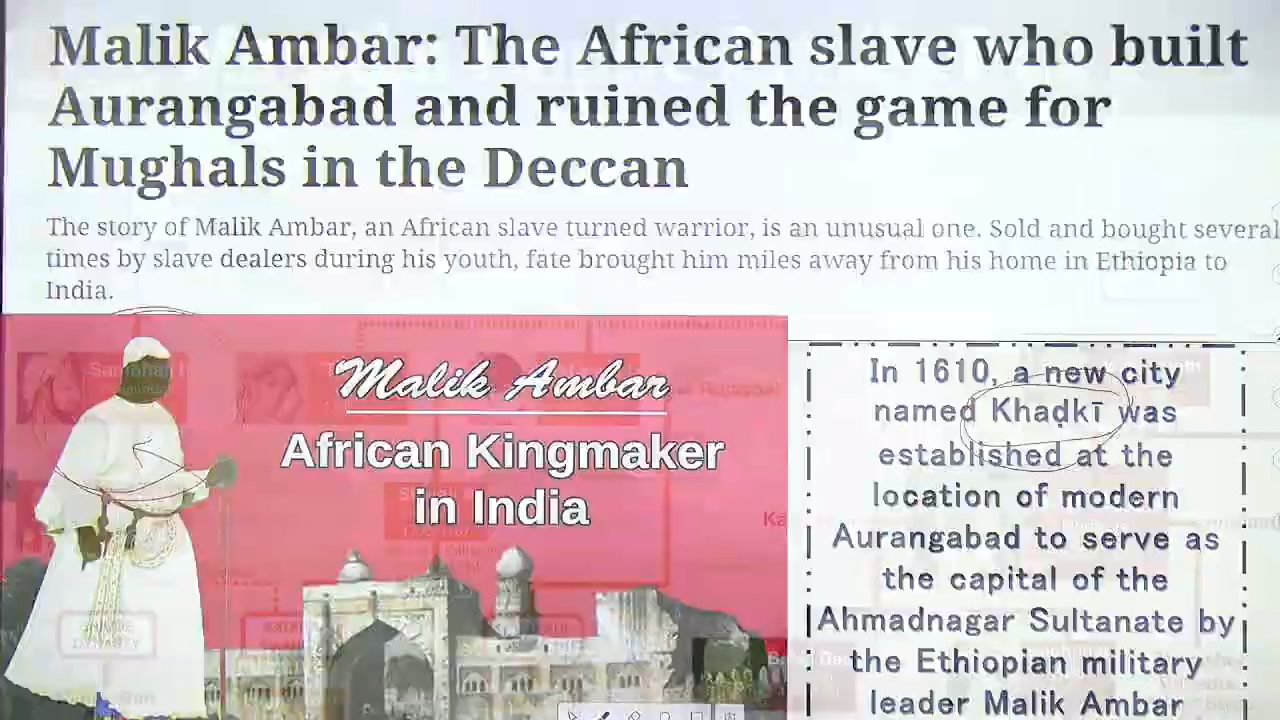 Malik Ambar: The African slave who built
Aurangabad and ruined the game for
Mughals in the Deccan
The story of Malik Ambar, an African slave turned warrior, is an unusual one. Sold and bought several
times by slave dealers during his youth, fate brought him miles away from his home in Ethiopia to
India.
Malik Ambar
African Kingmaker
in India
In 1610, a new city
named Khaḍkī was
established at the
location of modern
Aurangabad to serve as
the capital of the
Ahmadnagar Sultanate by
the Ethiopian military
leader Malik Ambar
DYNASTY